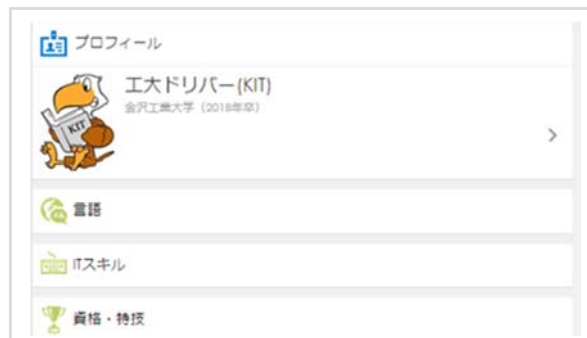 プロフィール
工大ドリバー(KIT)
金沢工業大学（2018年卒）
KIT
言語
ITスキル
資格・特技